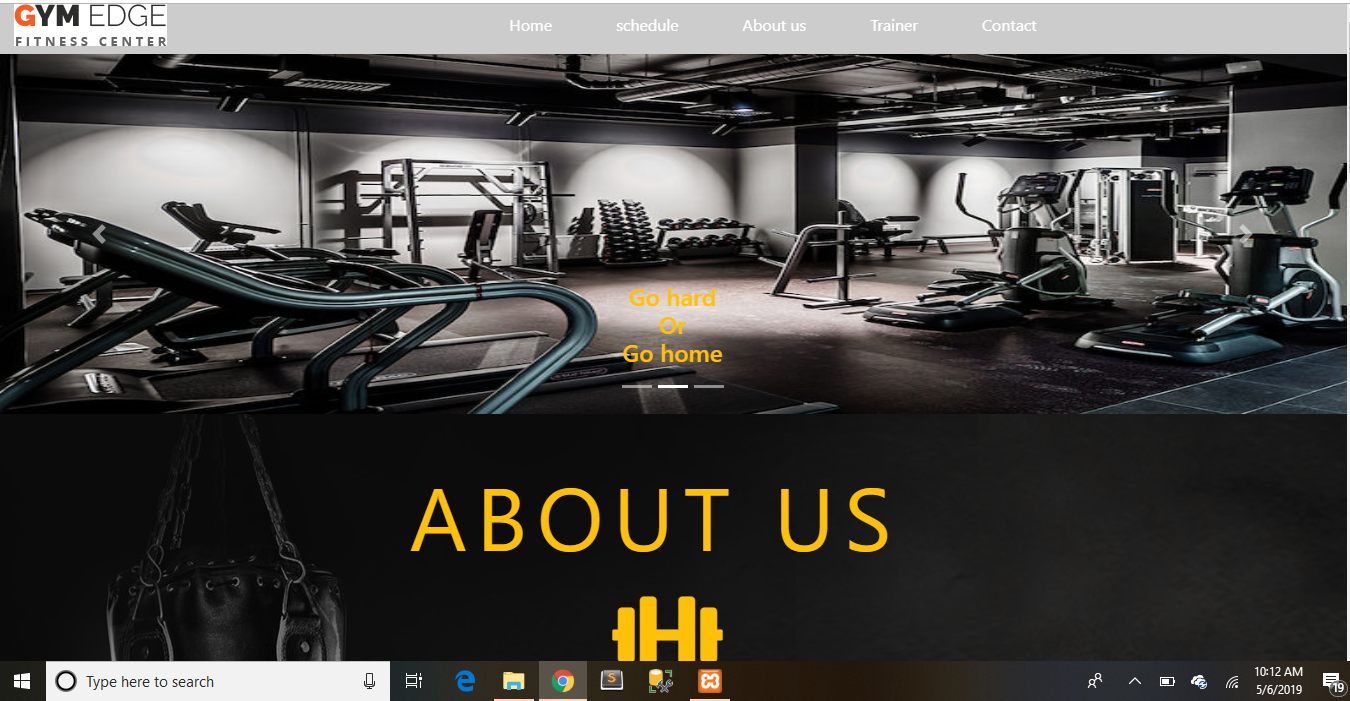 GYM EDGE
FITNESS CENTER
Home schedule About us Trainer Contact
Go hard
Or
Go home
ABOUT US
Type here to search
10:12 AM
5/6/2019
19